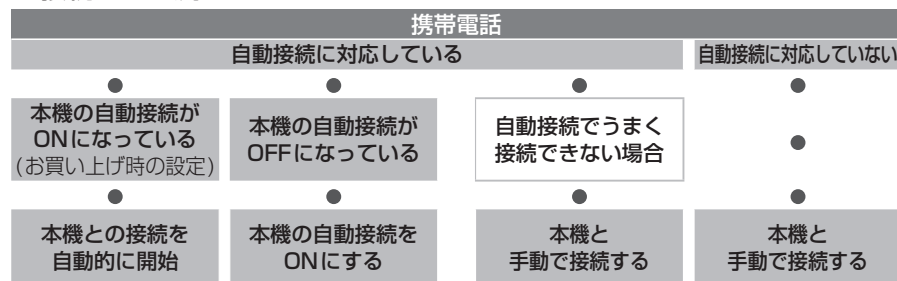 携帯電話
自動接続に対応している
自動接続に対応していない
本機の自動接続が
ONになっている
(お買い上げ時の設定)
本機の自動接続が
OFFになっている
自動接続でうまく
接続できない場合
本機との接続を
自動的に開始
本機の自動接続を
ONにする
本機と
手動で接続する
本機と
手動で接続する